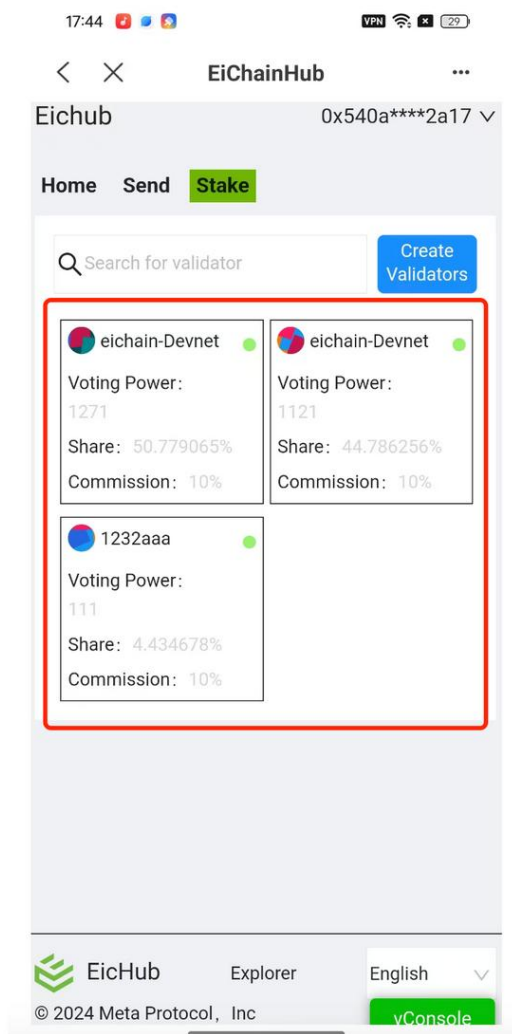 17:44 VPN 29
EiChainHub
Eichub 0x540a****2a17
Home Send Stake
Search for validator
Create
Validators
eichain-Devnet
Voting Power:
1271
Share: 50.779065%
Commission: 10%
eichain-Devnet
Voting Power:
1121
Share: 44.786256%
Commission: 10%
1232aaa
Voting Power:
111
Share: 4.434678%
Commission: 10%
EicHub Explorer English
© 2024 Meta Protocol, Inc
vConsole